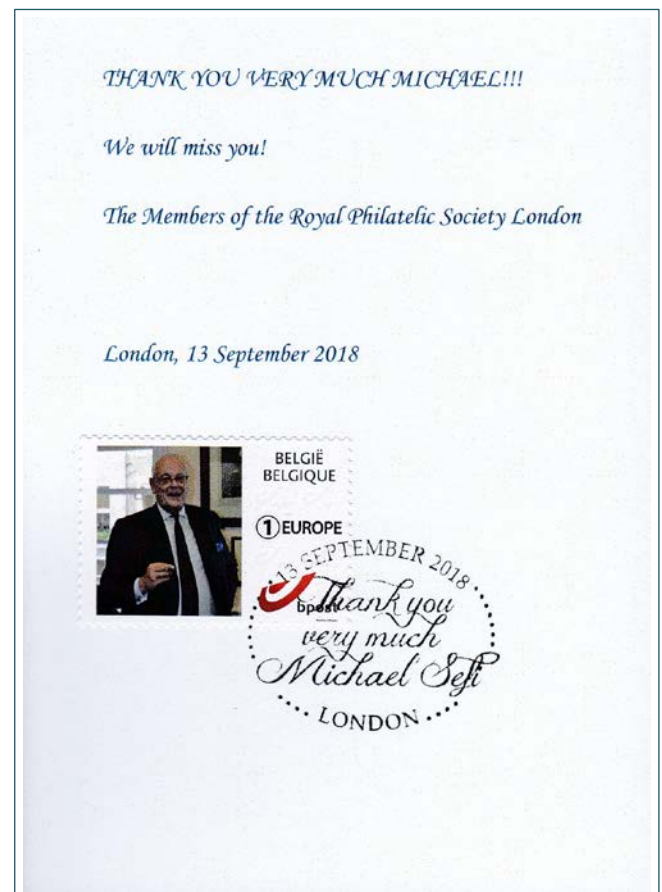 THANK YOU VERY MUCH MICHAEL!!!
We will miss you!
The Members of the Royal Philatelic Society London
London, 13 September 2018
BELGIË
BELGIQUE
1 EUROPE
bpost
13 SEPTEMBER 2018
Thank you
very much
Michael Sefi
LONDON